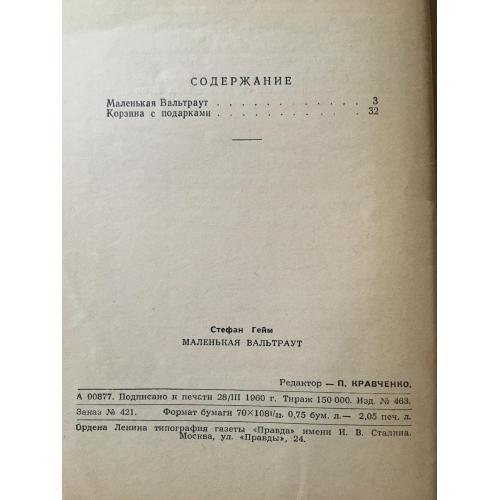 СОДЕРЖАНИЕ
Маленькая Вальтраут . . . . . . . . . . . . 3
Корзина с подарками . . . . . . . . . . . . 32
Стефан Гейм
МАЛЕНЬКАЯ ВАЛЬТРАУТ
Редактор — П. КРАВЧЕНКО.
А 00877. Подписано к печати 28/III 1960 г. Тираж 150 000. Изд. № 463.
Заказ № 421. Формат бумаги 70×108¹/₃₂. 0,75 бум. л.— 2,05 печ. л.
Ордена Ленина типография газеты «Правда» имени И. В. Сталина.
Москва, ул. «Правды», 24.